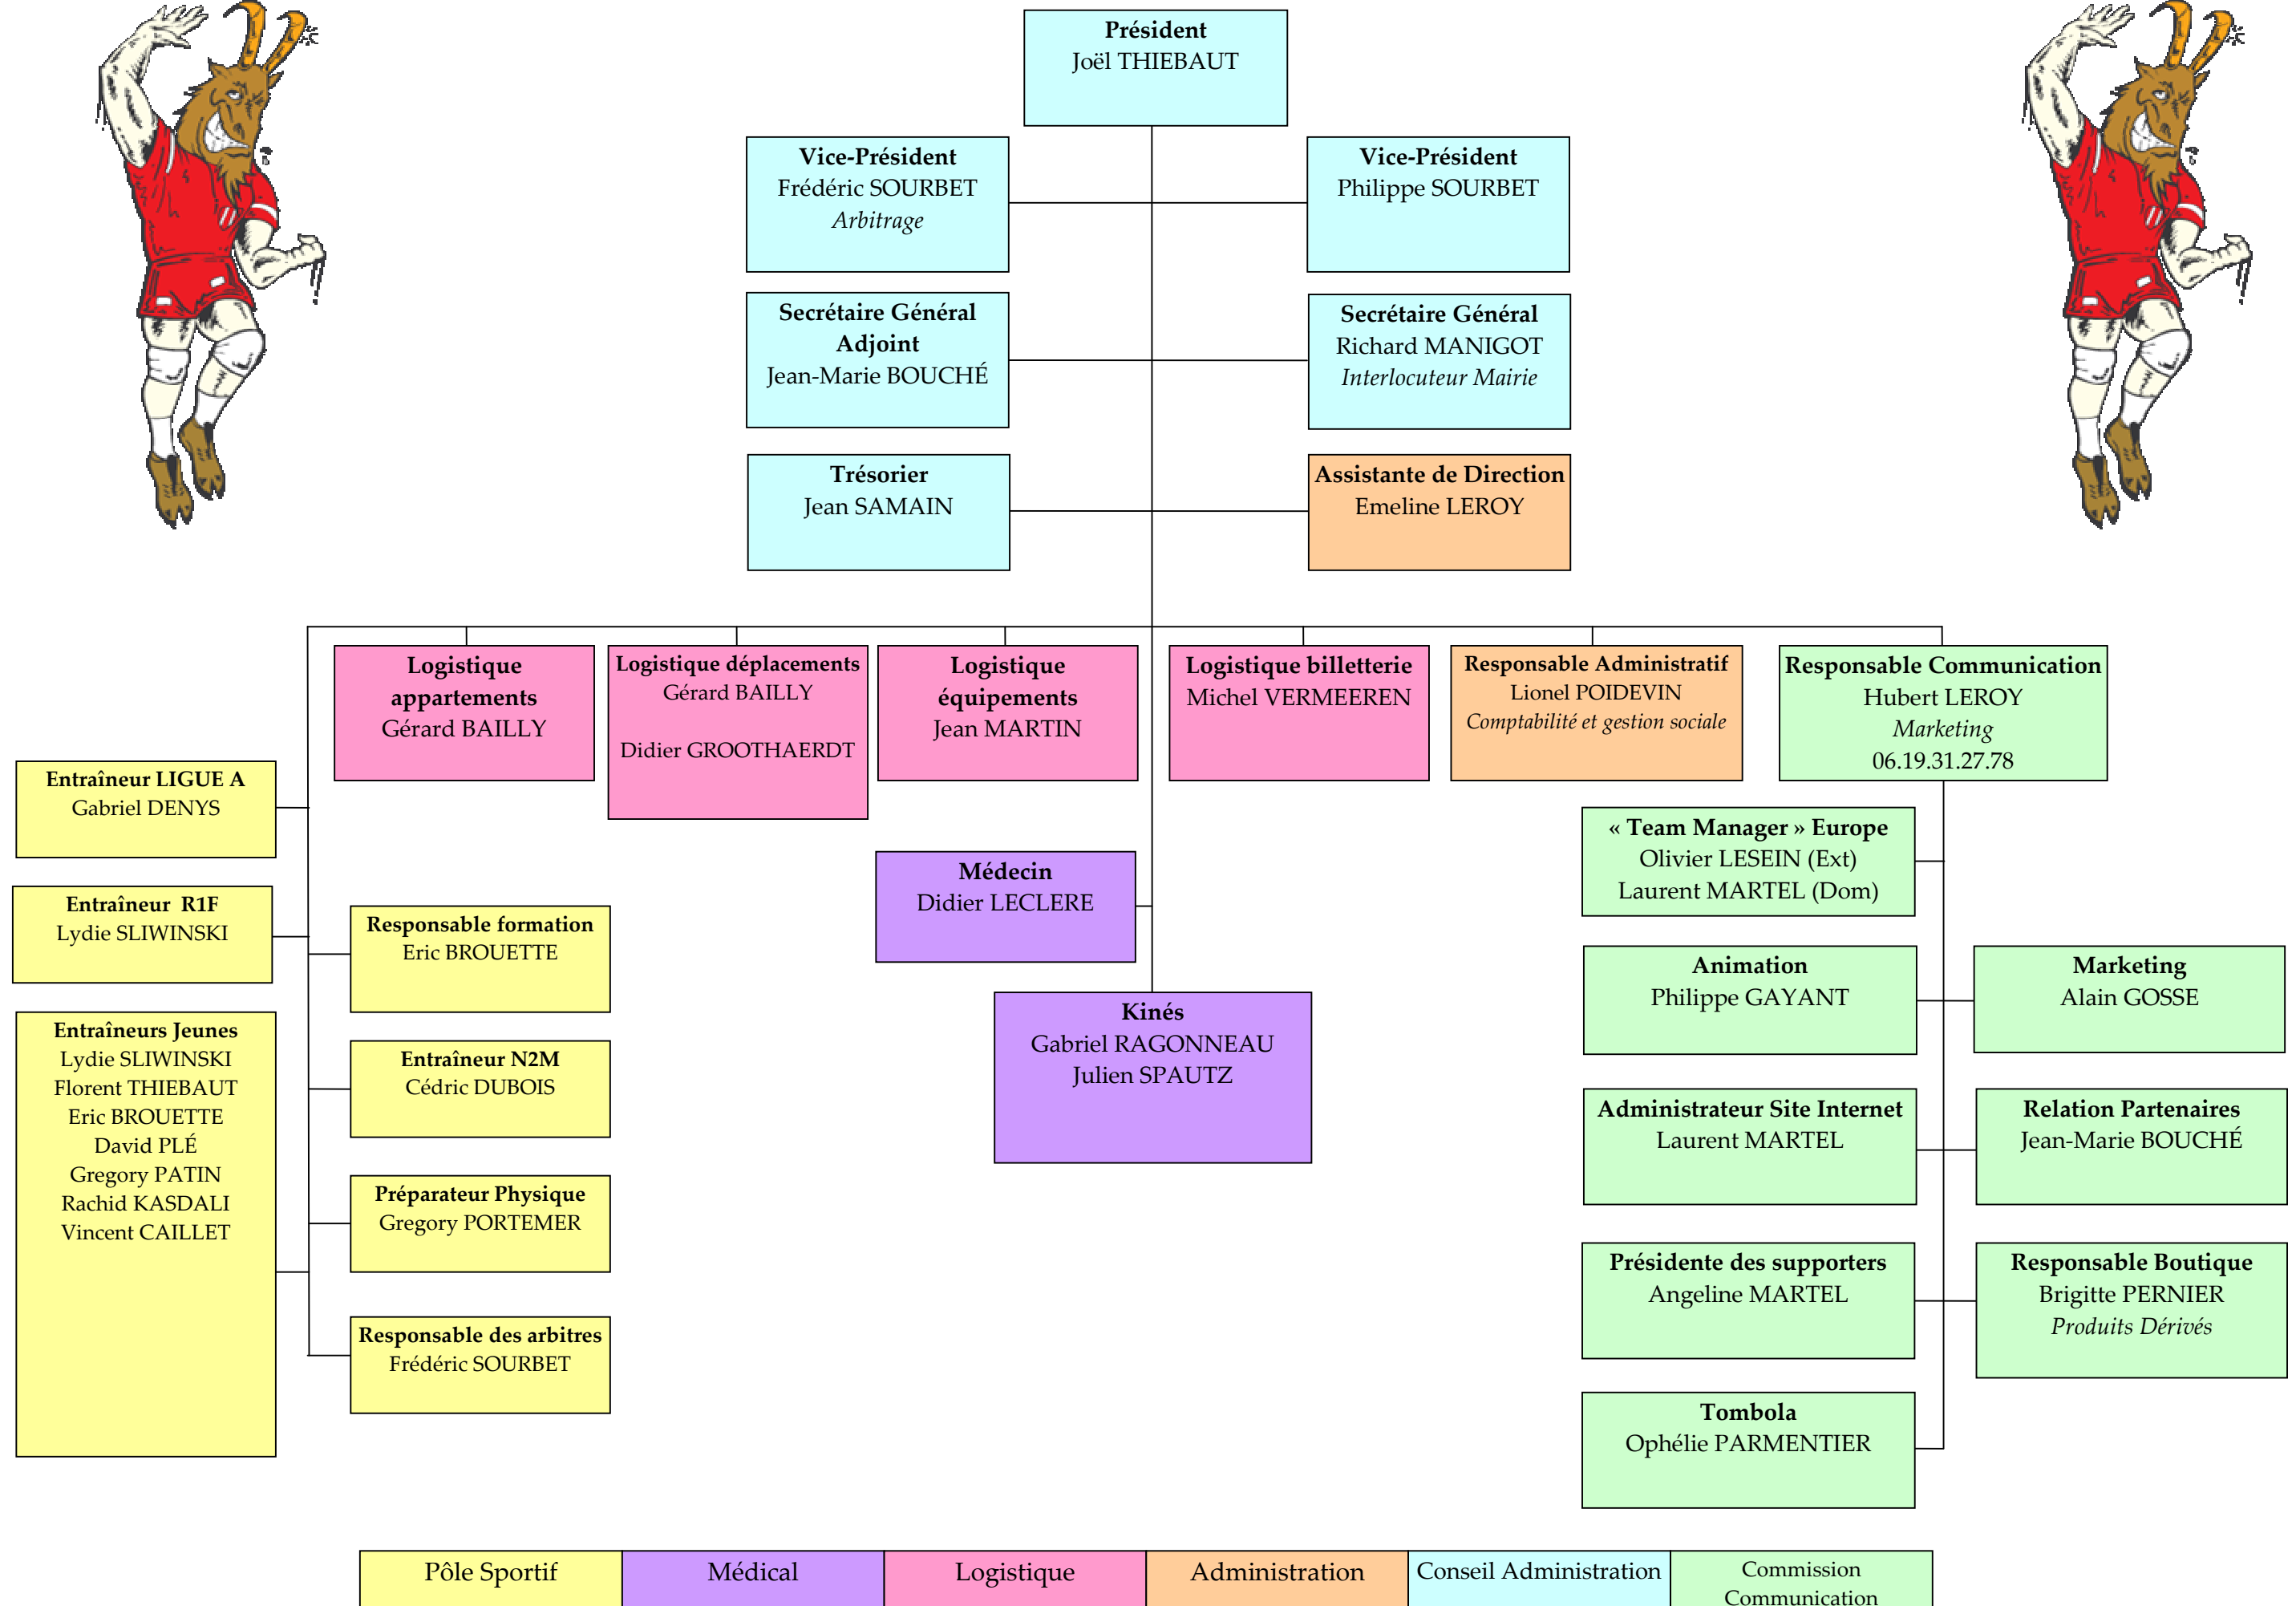 Président
Joël THIEBAUT
Vice-Président
Frédéric SOURBET
Arbitrage
Vice-Président
Philippe SOURBET
Secrétaire Général
Adjoint
Jean-Marie BOUCHÉ
Secrétaire Général
Richard MANIGOT
Interlocuteur Mairie
Trésorier
Jean SAMAIN
Assistante de Direction
Emeline LEROY
Logistique
appartements
Gérard BAILLY
Logistique déplacements
Gérard BAILLY
Didier GROOTHAERDT
Logistique
équipements
Jean MARTIN
Logistique billetterie
Michel VERMEEREN
Responsable Administratif
Lionel POIDEVIN
Comptabilité et gestion sociale
Responsable Communication
Hubert LEROY
Marketing
06.19.31.27.78
Entraîneur LIGUE A
Gabriel DENYS
Entraîneur  R1F
Lydie SLIWINSKI
Entraîneurs Jeunes
Lydie SLIWINSKI
Florent THIEBAUT
Eric BROUETTE
David PLÉ
Gregory PATIN
Rachid KASDALI
Vincent CAILLET
Responsable formation
Eric BROUETTE
Entraîneur N2M
Cédric DUBOIS
Préparateur Physique
Gregory PORTEMER
Responsable des arbitres
Frédéric SOURBET
Médecin
Didier LECLERE
Kinés
Gabriel RAGONNEAU
Julien SPAUTZ
« Team Manager » Europe
Olivier LESEIN (Ext)
Laurent MARTEL (Dom)
Animation
Philippe GAYANT
Marketing
Alain GOSSE
Administrateur Site Internet
Laurent MARTEL
Relation Partenaires
Jean-Marie BOUCHÉ
Présidente des supporters
Angeline MARTEL
Responsable Boutique
Brigitte PERNIER
Produits Dérivés
Tombola
Ophélie PARMENTIER
Pôle Sportif
Médical
Logistique
Administration
Conseil Administration
Commission
Communication